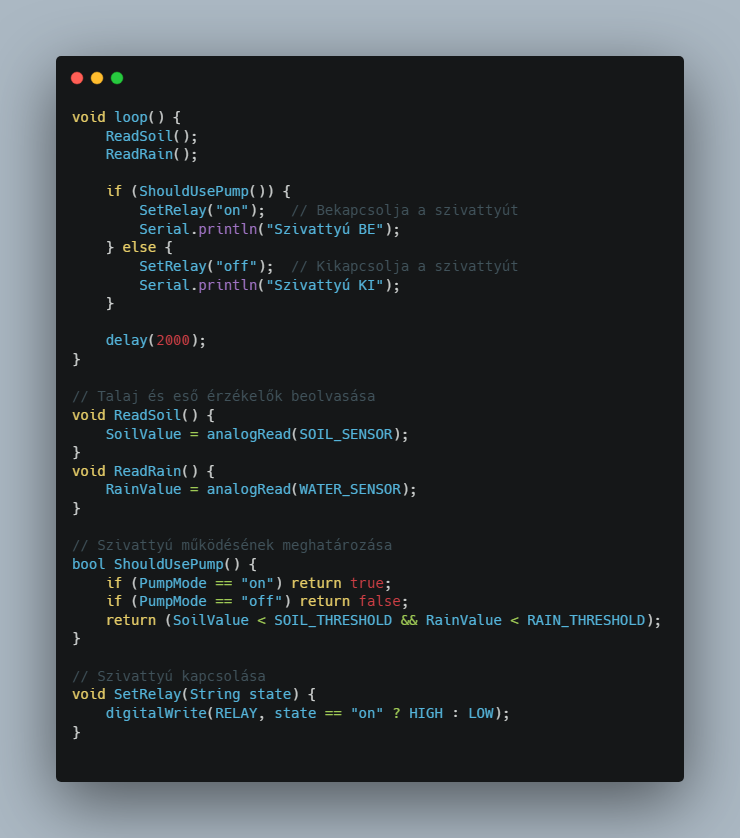 void loop() {
    ReadSoil();
    ReadRain();

    if (ShouldUsePump()) {
        SetRelay("on");   // Bekapcsolja a szivattyút
        Serial.println("Szivattyú BE");
    } else {
        SetRelay("off");  // Kikapcsolja a szivattyút
        Serial.println("Szivattyú KI");
    }

    delay(2000);
}

// Talaj és eső érzékelők beolvasása
void ReadSoil() {
    SoilValue = analogRead(SOIL_SENSOR);
}
void ReadRain() {
    RainValue = analogRead(WATER_SENSOR);
}

// Szivattyú működésének meghatározása
bool ShouldUsePump() {
    if (PumpMode == "on") return true;
    if (PumpMode == "off") return false;
    return (SoilValue < SOIL_THRESHOLD && RainValue < RAIN_THRESHOLD);
}

// Szivattyú kapcsolása
void SetRelay(String state) {
    digitalWrite(RELAY, state == "on" ? HIGH : LOW);
}